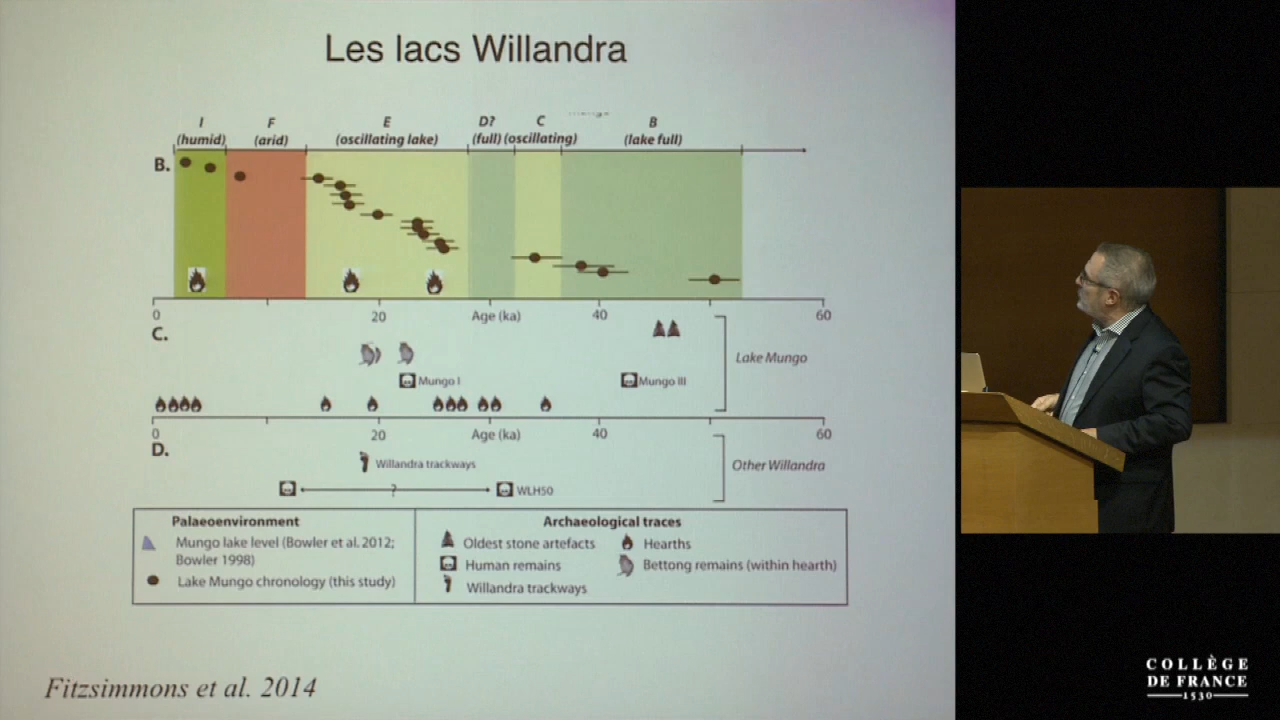 Les lacs Willandra
I F E D? C B
(humid) (arid) (oscillating lake) (full) (oscillating) (lake full)
B.
0 20 Age (ka) 40 60
C.
Lake Mungo
Mungo I Mungo III
0 20 Age (ka) 40 60
D.
Willandra trackways
Other Willandra
? WLH50
Palaeoenvironment
Mungo lake level (Bowler et al. 2012;
Bowler 1998)
Lake Mungo chronology (this study)
Archaeological traces
Oldest stone artefacts Hearths
Human remains Bettong remains (within hearth)
Willandra trackways
Fitzsimmons et al. 2014
COLLÈGE
DE FRANCE
1530